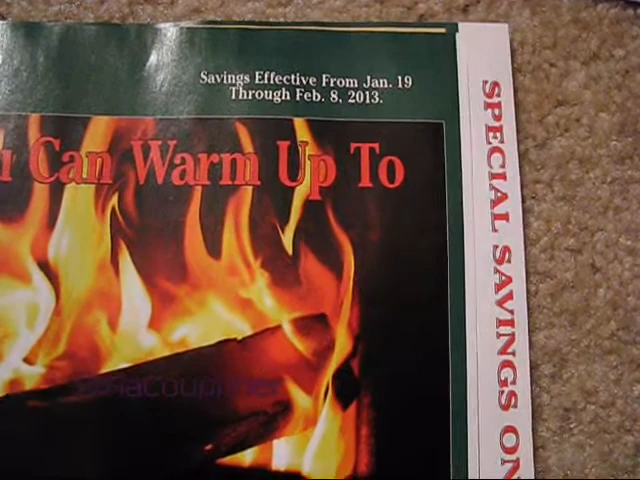 Savings Effective From Jan. 19
Through Feb. 8, 2013.
Can Warm Up To
SPECIAL SAVINGS ON